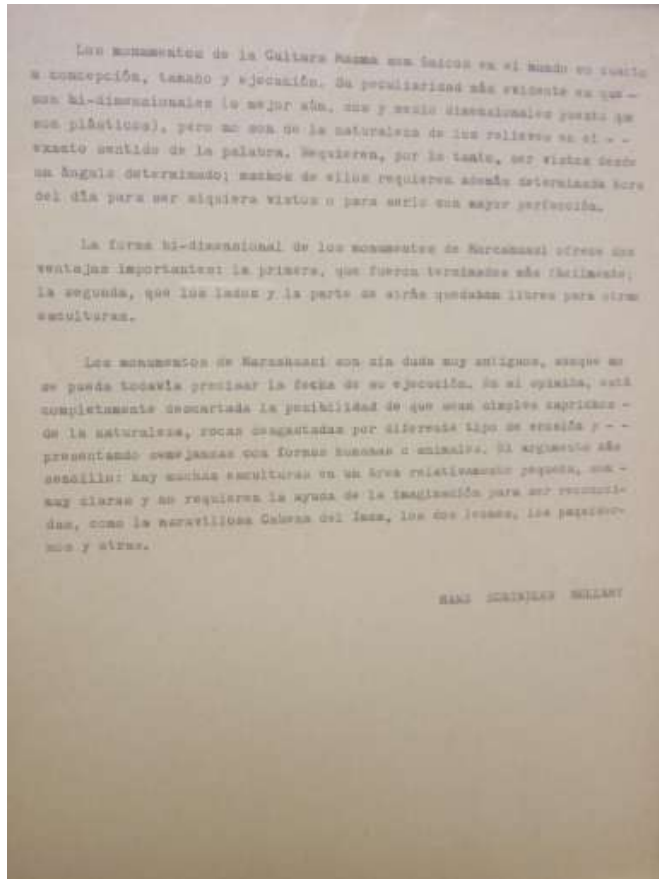 Los monumentos de la Cultura Masma son únicos en el mundo en cuanto
a concepción, tamaño y ejecución. Su peculiaridad más evidente es que -
son bi-dimensionales (o mejor aún, dos y medio dimensionales puesto que
son plásticos), pero no son de la naturaleza de los relieves en el - -
exacto sentido de la palabra. Requieren, por lo tanto, ser vistos desde
un ángulo determinado; muchos de ellos requieren además determinada hora
del día para ser siquiera vistos o para serlo con mayor perfección.
La forma bi-dimensional de los monumentos de Marcahuasi ofrece dos
ventajas importantes: la primera, que fueron terminados más fácilmente;
la segunda, que los lados y la parte de atrás quedaban libres para otras
esculturas.
Los monumentos de Marcahuasi son sin duda muy antiguos, aunque no
se pueda todavía precisar la fecha de su ejecución. En mi opinión, está
completamente descartada la posibilidad de que sean simples caprichos -
de la naturaleza, rocas desgastadas por diferente tipo de erosión y - -
presentando semejanzas con formas humanas o animales. El argumento más
sencillo: hay muchas esculturas en un área relativamente pequeña, son -
muy claras y no requieren la ayuda de la imaginación para ser reconoci-
das, como la maravillosa Cabeza del Inca, los dos leones, los paquider-
mos y otras.
HANS